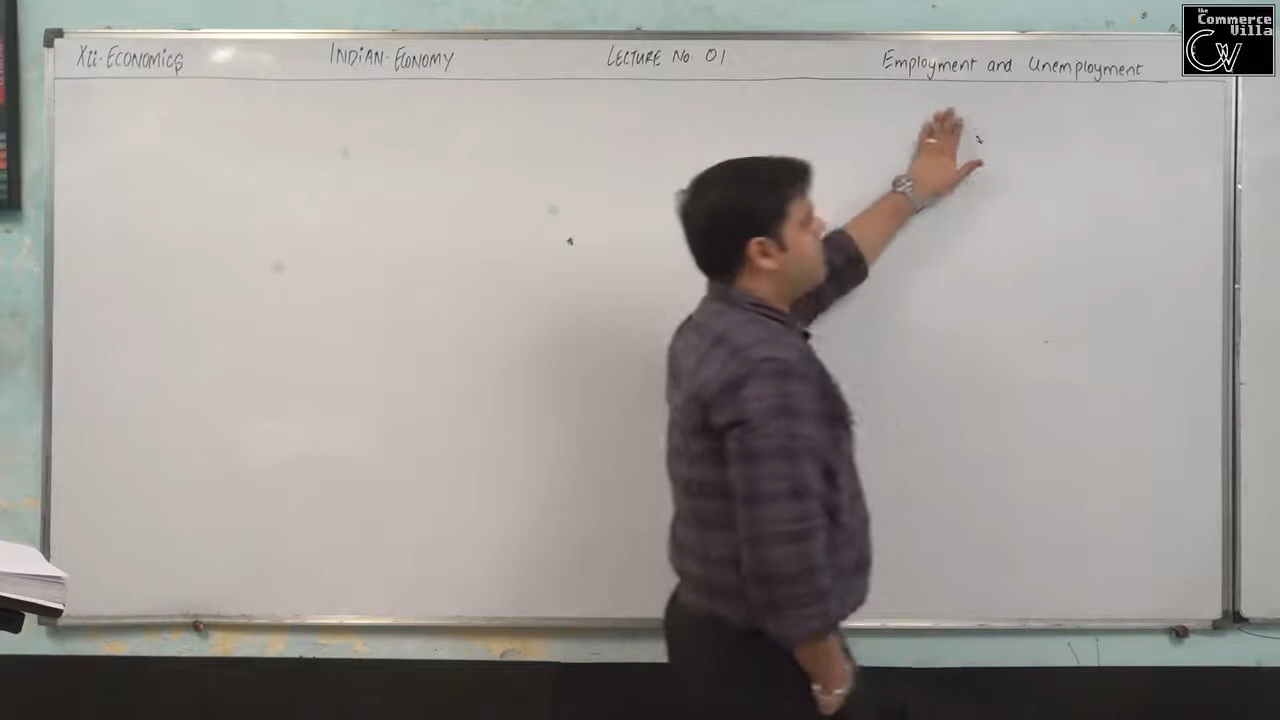 Xii-Economics Indian-Economy Lecture No. 01 Employment and Unemployment
the
Commerce
Villa
CV